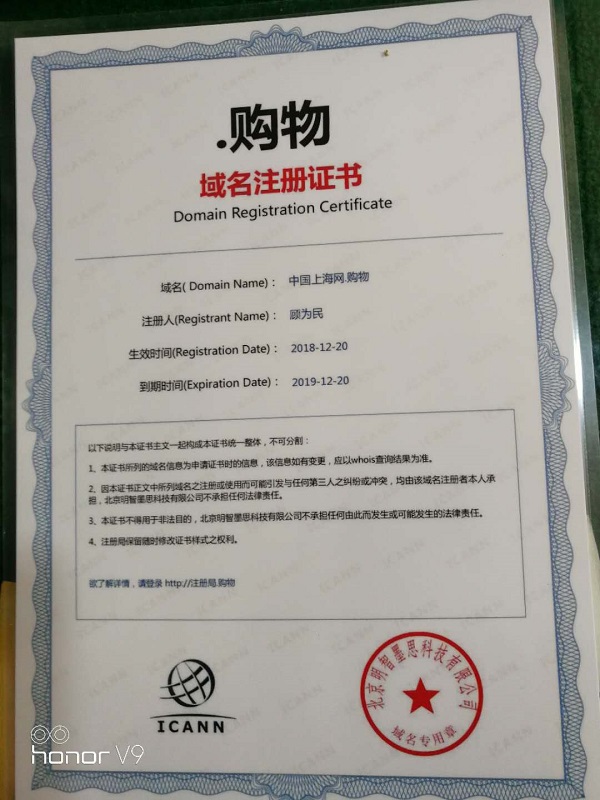 .购物
域名注册证书
Domain Registration Certificate
域名( Domain Name)： 中国上海网.购物
注册人(Registrant Name)： 顾为民
生效时间(Registration Date)： 2018-12-20
到期时间(Expiration Date)： 2019-12-20
以下说明与本证书主文一起构成本证书统一整体，不可分割：
1、本证书所列的域名信息为申请证书时的信息，该信息如有变更，应以whois查询结果为准。
2、因本证书正文中所列域名之注册或使用而可能引发与任何第三人之纠纷或冲突，均由该域名注册者本人承
担，北京明智墨思科技有限公司不承担任何法律责任。
3、本证书不得用于非法目的，北京明智墨思科技有限公司不承担任何由此而发生或可能发生的法律责任。
4、注册局保留随时修改证书样式之权利。
欲了解详情，请登录 http://注册局.购物
ICANN
北京明智墨思科技有限公司
域名专用章
honor V9